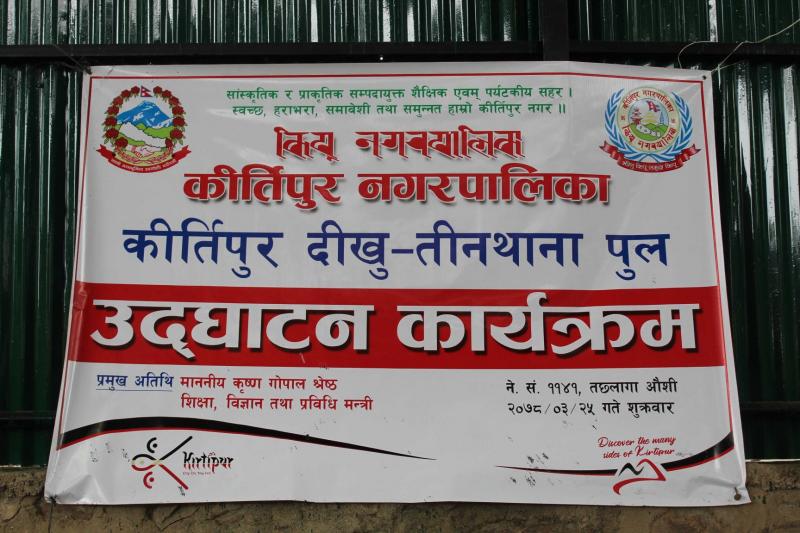 सांस्कृतिक र प्राकृतिक सम्पदायुक्त शैक्षिक एवम् पर्यटकीय सहर ।
स्वच्छ, हराभरा, समावेशी तथा समुन्नत हाम्रो कीर्तिपुर नगर ॥
कीर्तिपुर नगरपालिका
कीर्तिपुर दीखु-तीनथाना पुल
उद्घाटन कार्यक्रम
प्रमुख अतिथि माननीय कृष्ण गोपाल श्रेष्ठ
शिक्षा, विज्ञान तथा प्रविधि मन्त्री
ने. सं. ११४१, तछलागा औशी
२०७८/०३/२५ गते शुक्रवार
Kirtipur
Discover the many
sides of Kirtipur